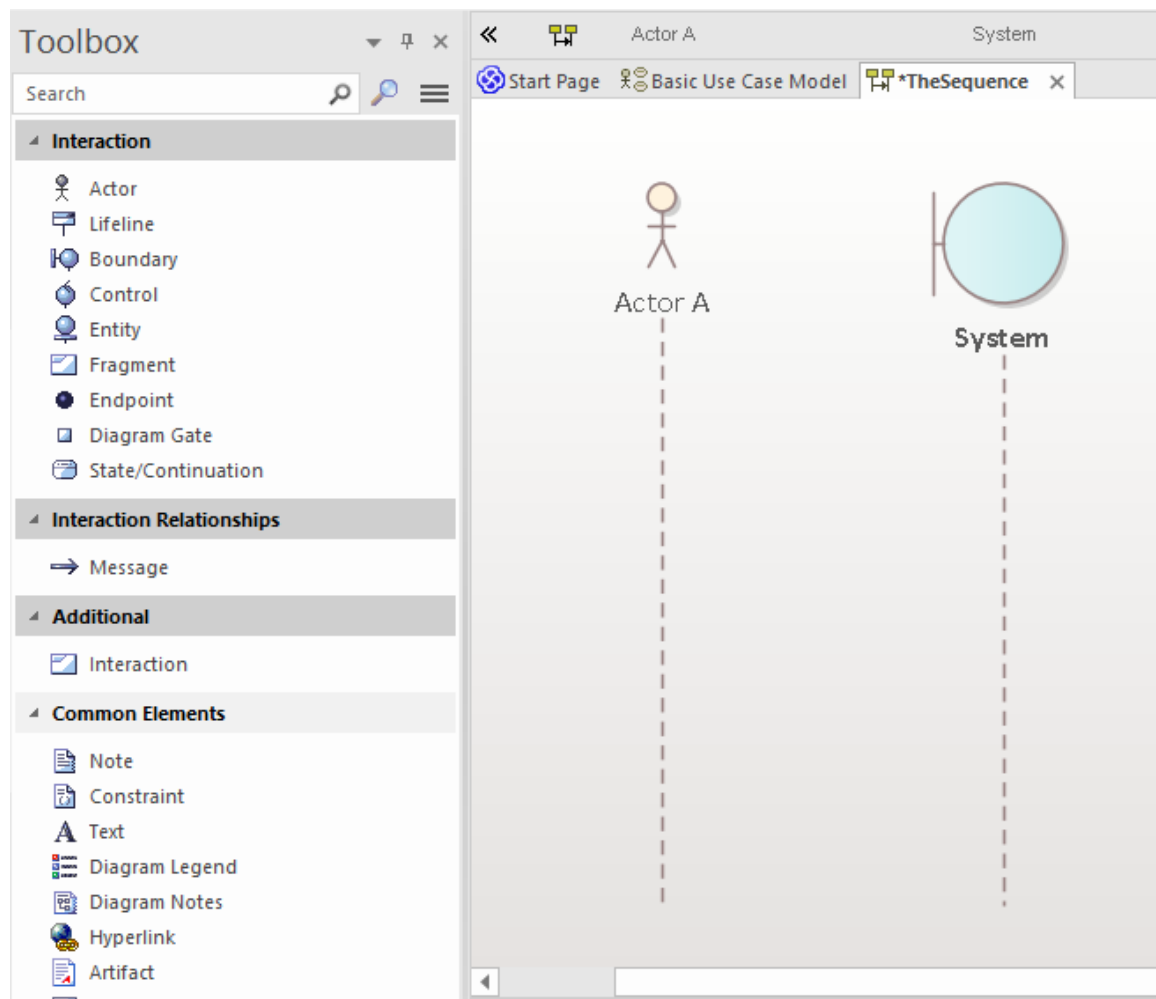 Toolbox
Search
Interaction
Actor
Lifeline
Boundary
Control
Entity
Fragment
Endpoint
Diagram Gate
State/Continuation
Interaction Relationships
Message
Additional
Interaction
Common Elements
Note
Constraint
Text
Diagram Legend
Diagram Notes
Hyperlink
Artifact
Actor A System
Start Page Basic Use Case Model *TheSequence
Actor A
System